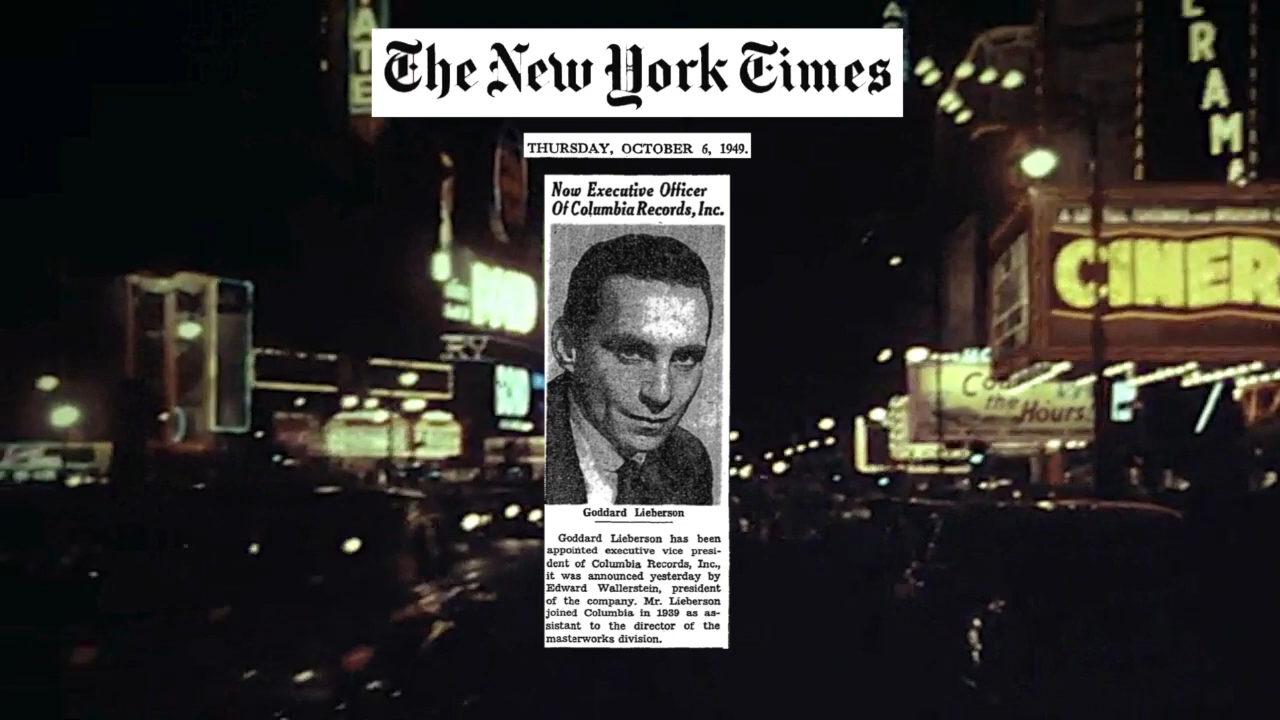 The New York Times
THURSDAY, OCTOBER 6, 1949.
Now Executive Officer
Of Columbia Records, Inc.
Goddard Lieberson
Goddard Lieberson has been
appointed executive vice presi-
dent of Columbia Records, Inc.,
it was announced yesterday by
Edward Wallerstein, president
of the company. Mr. Lieberson
joined Columbia in 1939 as as-
sistant to the director of the
masterworks division.
ATE
ERAMA
CINER
the Hours